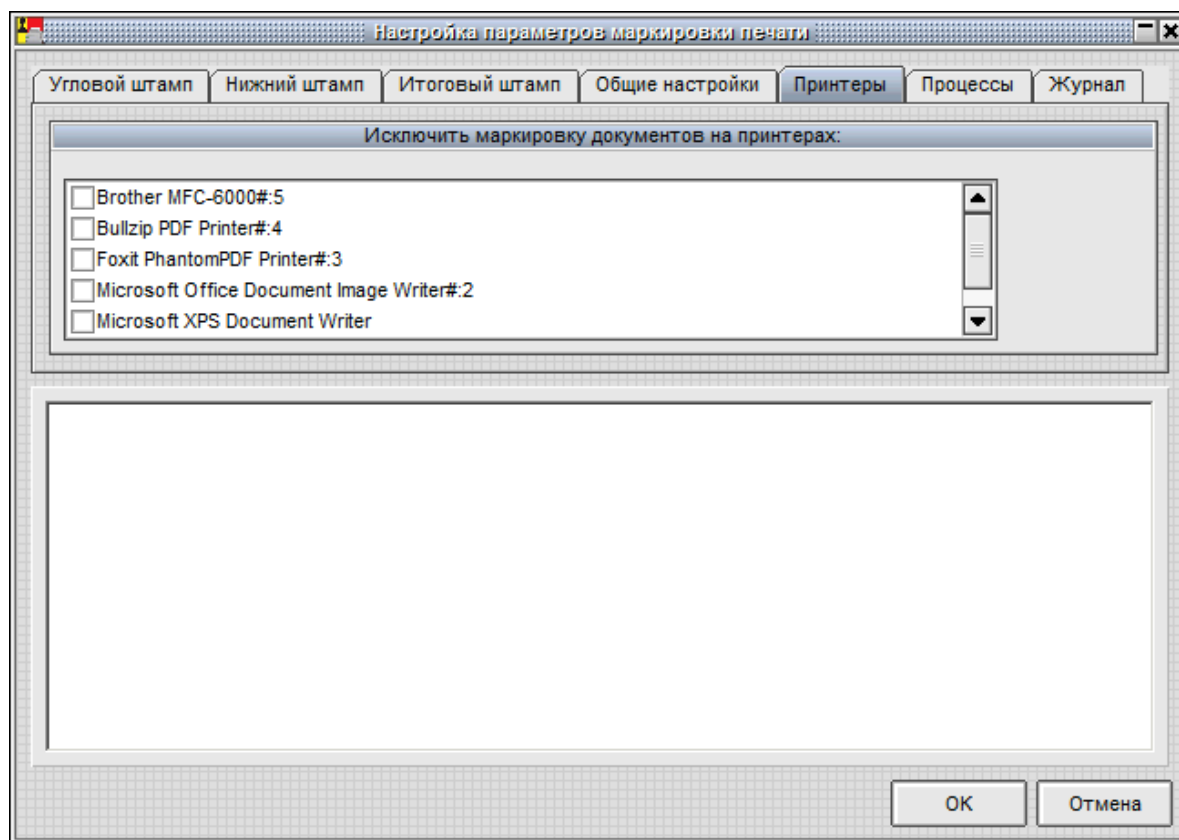 Настройка параметров маркировки печати
Угловой штамп Нижний штамп Итоговый штамп Общие настройки Принтеры Процессы Журнал
Исключить маркировку документов на принтерах:
Brother MFC-6000#:5
Bullzip PDF Printer#:4
Foxit PhantomPDF Printer#:3
Microsoft Office Document Image Writer#:2
Microsoft XPS Document Writer
OK Отмена